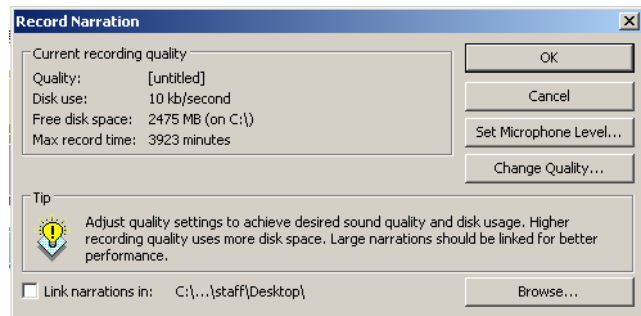 Record Narration
Current recording quality
Quality: [untitled]
Disk use: 10 kb/second
Free disk space: 2475 MB (on C:\)
Max record time: 3923 minutes
OK
Cancel
Set Microphone Level...
Change Quality...
Tip
Adjust quality settings to achieve desired sound quality and disk usage. Higher
recording quality uses more disk space. Large narrations should be linked for better
performance.
Link narrations in: C:\...\staff\Desktop\
Browse...